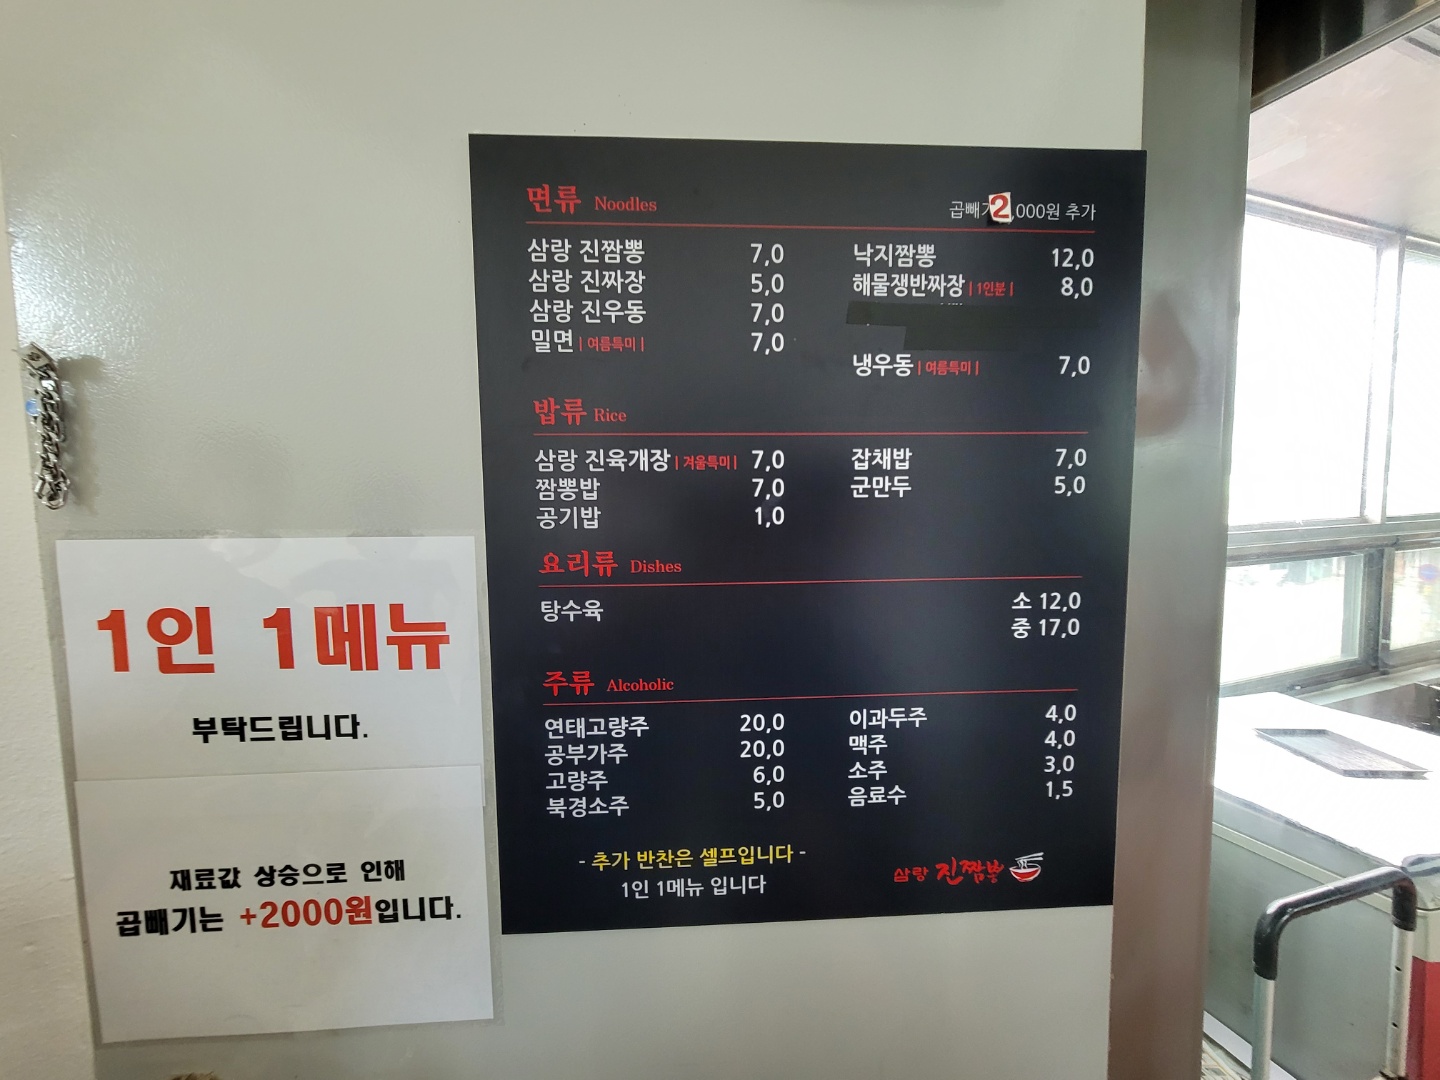 면류 Noodles
곱빼기 2,000원 추가
삼랑 진짬뽕 7,0
삼랑 진짜장 5,0
삼랑 진우동 7,0
밀면 | 여름특미 | 7,0
낙지짬뽕 12,0
해물쟁반짜장 | 1인분 | 8,0
냉우동 | 여름특미 | 7,0
밥류 Rice
삼랑 진육개장 | 겨울특미 | 7,0
짬뽕밥 7,0
공기밥 1,0
잡채밥 7,0
군만두 5,0
요리류 Dishes
탕수육 소 12,0
중 17,0
주류 Alcoholic
연태고량주 20,0
공부가주 20,0
고량주 6,0
북경소주 5,0
이과두주 4,0
맥주 4,0
소주 3,0
음료수 1,5
- 추가 반찬은 셀프입니다 -
1인 1메뉴 입니다
삼랑 진짬뽕
1인 1메뉴
부탁드립니다.
재료값 상승으로 인해
곱빼기는 +2000원입니다.